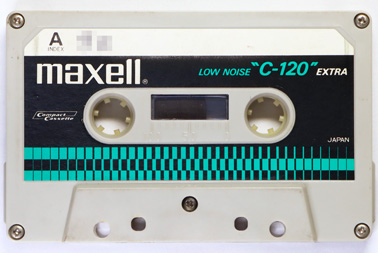 A
INDEX
maxell®
LOW NOISE "C-120" EXTRA
Compact
Cassette
JAPAN